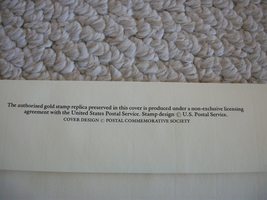 The authorized gold stamp replica preserved in this cover is produced under a non-exclusive licensing
agreement with the United States Postal Service. Stamp design © U.S. Postal Service.
COVER DESIGN © POSTAL COMMEMORATIVE SOCIETY